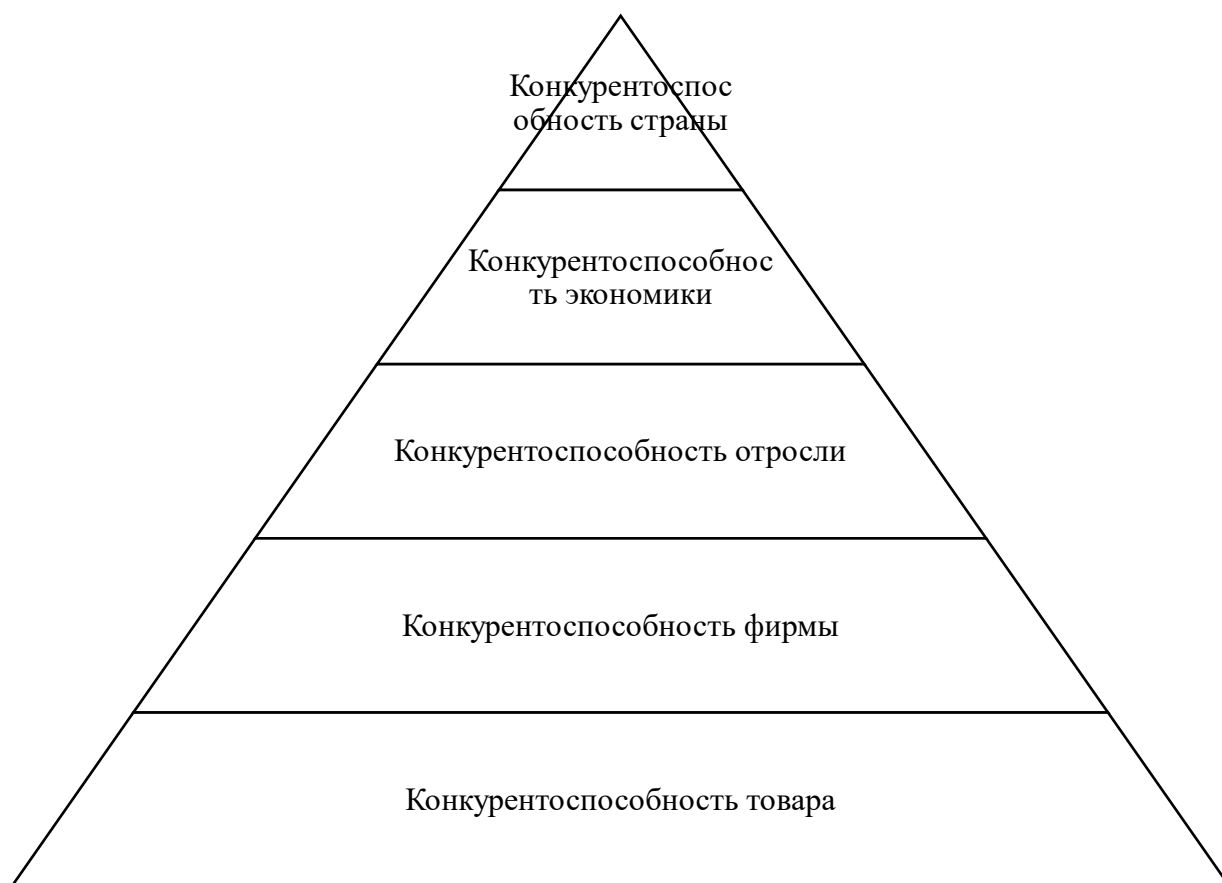 Конкурентоспос
обность страны
Конкурентоспособнос
ть экономики
Конкурентоспособность отросли
Конкурентоспособность фирмы
Конкурентоспособность товара